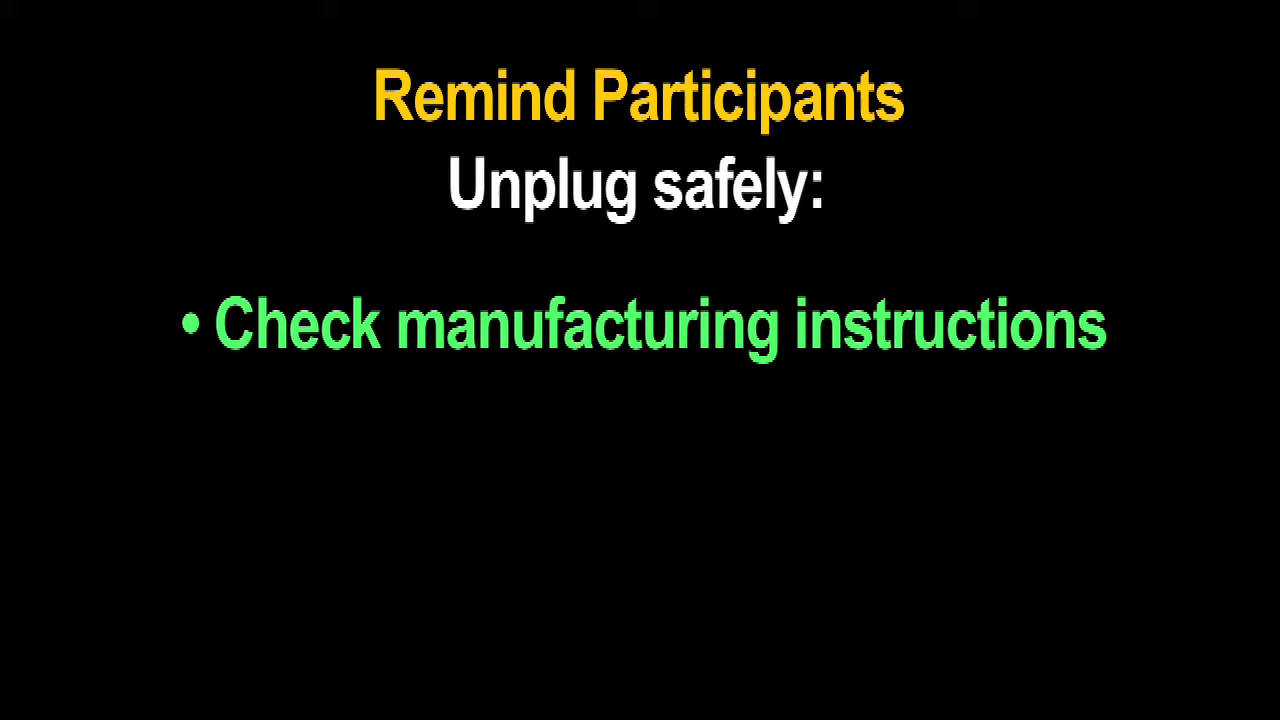 Remind Participants
Unplug safely:
• Check manufacturing instructions